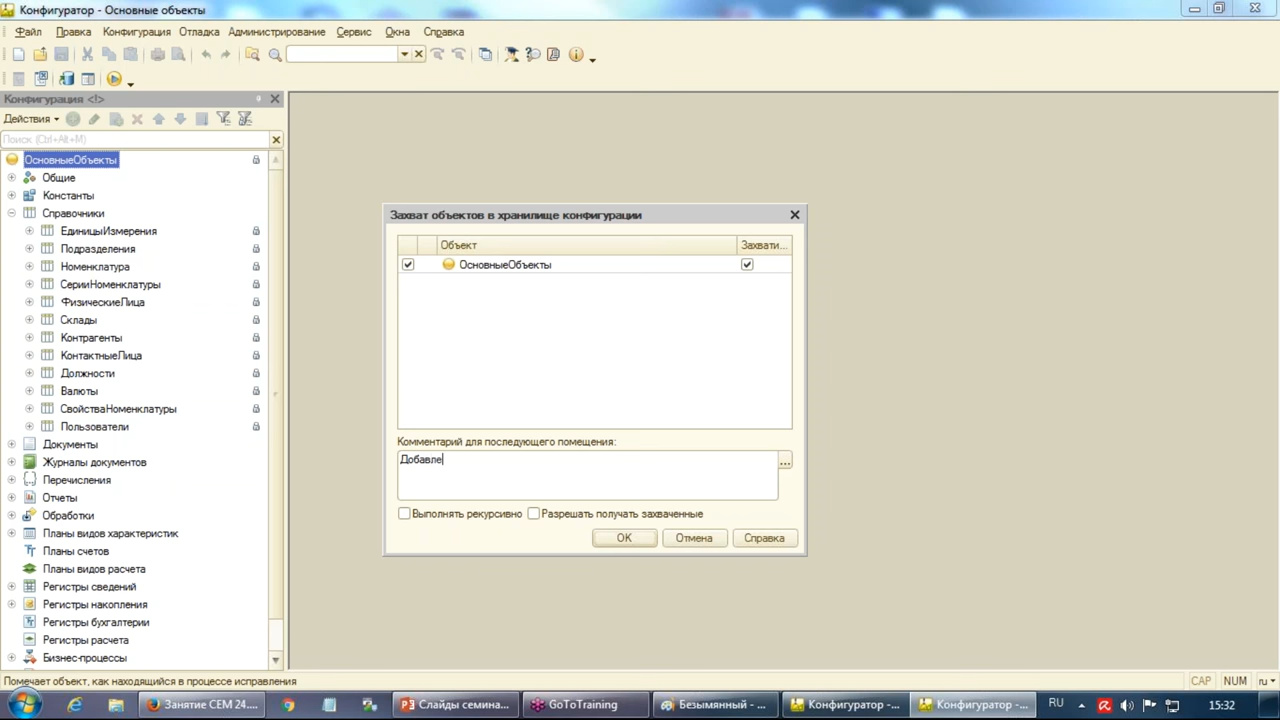 Конфигуратор - Основные объекты
Файл Правка Конфигурация Отладка Администрирование Сервис Окна Справка
Конфигурация <!>
Действия
Поиск (Ctrl+Alt+M)
ОсновныеОбъекты
Общие
Константы
Справочники
ЕдиницыИзмерения
Подразделения
Номенклатура
СерииНоменклатуры
ФизическиеЛица
Склады
Контрагенты
КонтактныеЛица
Должности
Валюты
СвойстваНоменклатуры
Пользователи
Документы
Журналы документов
Перечисления
Отчеты
Обработки
Планы видов характеристик
Планы счетов
Планы видов расчета
Регистры сведений
Регистры накопления
Регистры бухгалтерии
Регистры расчета
Бизнес-процессы
Захват объектов в хранилище конфигурации
Объект Захвати...
ОсновныеОбъекты
Комментарий для последующего помещения:
Добавле
...
Выполнять рекурсивно Разрешать получать захваченные
ОК Отмена Справка
Помечает объект, как находящийся в процессе исправления
CAP NUM ru
Занятие СЕМ 24.... Слайды семина... GoToTraining Безымянный - ... Конфигуратор -... Конфигуратор -... RU 15:32